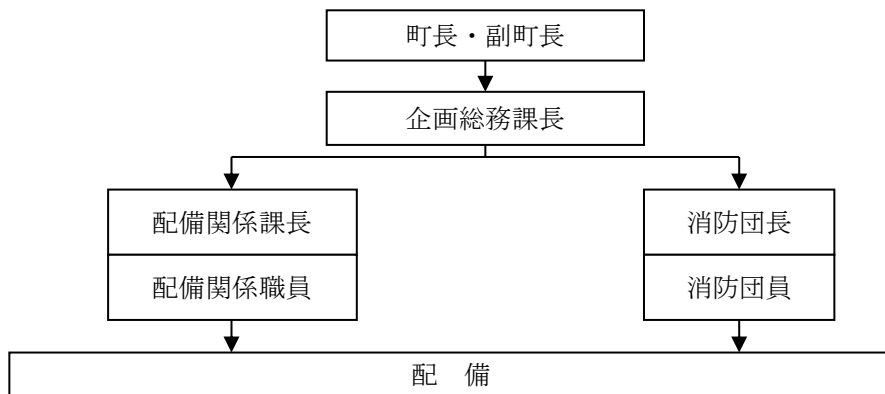 町長・副町長
企画総務課長
配備関係課長
消防団長
配備関係職員
消防団員
配　備